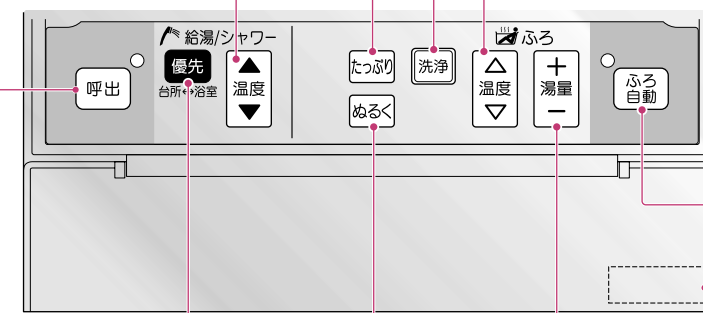 給湯/シャワー
ふろ
呼出
優先
台所↔浴室
▲
温度
▼
たっぷり
ぬるく
洗浄
△
温度
▽
＋
湯量
－
ふろ
自動